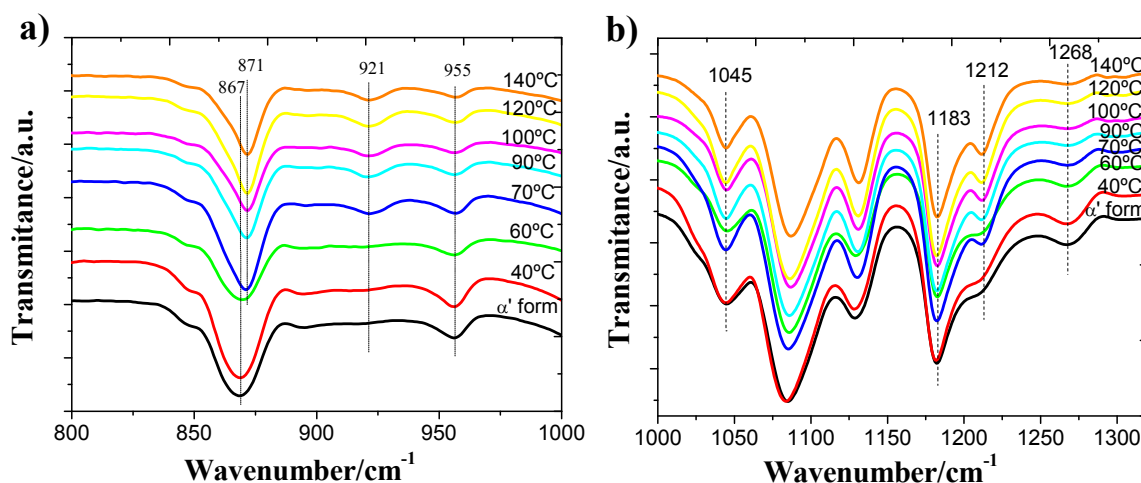 a)
871
867
921
955
140ºC
120ºC
100ºC
90ºC
70ºC
60ºC
40ºC
α' form
Transmitance/a.u.
800
850
900
950
1000
Wavenumber/cm⁻¹
b)
1045
1183
1212
1268
140ºC
120ºC
100ºC
90ºC
70ºC
60ºC
40ºC
α' form
Transmitance/a.u.
1000
1050
1100
1150
1200
1250
1300
Wavenumber/cm⁻¹